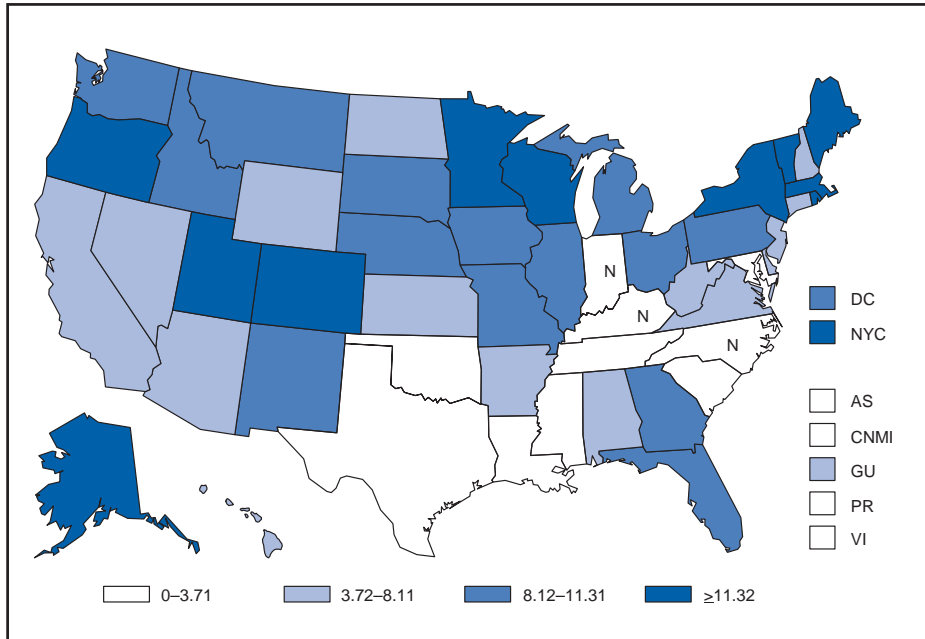 N
N
N
DC
NYC
AS
CNMI
GU
PR
VI
0–3.71
3.72–8.11
8.12–11.31
≥11.32